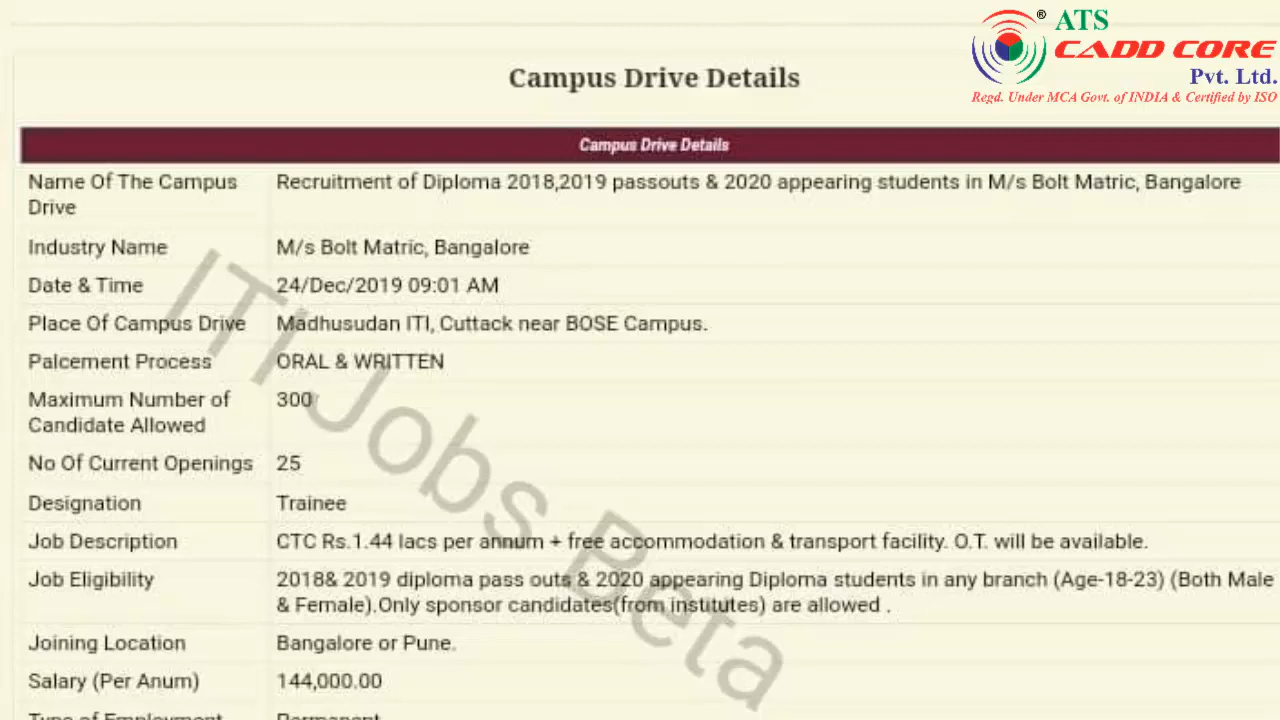 ® ATS
CADD CORE
Pvt. Ltd.
Regd. Under MCA Govt. of INDIA & Certified by ISO
Campus Drive Details
Campus Drive Details
Name Of The Campus Drive Recruitment of Diploma 2018,2019 passouts & 2020 appearing students in M/s Bolt Matric, Bangalore
Industry Name M/s Bolt Matric, Bangalore
Date & Time 24/Dec/2019 09:01 AM
Place Of Campus Drive Madhusudan ITI, Cuttack near BOSE Campus.
Palcement Process ORAL & WRITTEN
Maximum Number of Candidate Allowed 300
No Of Current Openings 25
Designation Trainee
Job Description CTC Rs.1.44 lacs per annum + free accommodation & transport facility. O.T. will be available.
Job Eligibility 2018& 2019 diploma pass outs & 2020 appearing Diploma students in any branch (Age-18-23) (Both Male
& Female).Only sponsor candidates(from institutes) are allowed .
Joining Location Bangalore or Pune.
Salary (Per Anum) 144,000.00
Type of Employment Permanent
ITI Jobs Beta